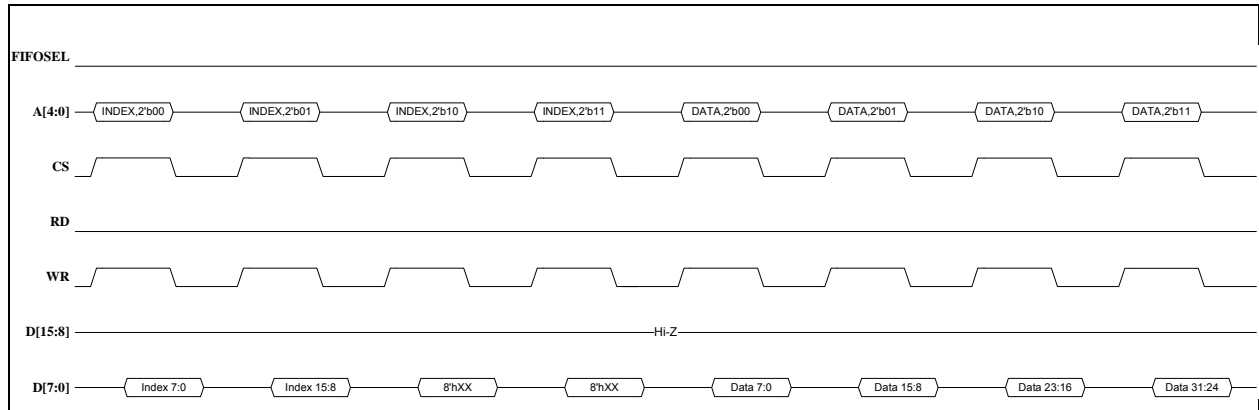 FIFOSEL
A[4:0] INDEX,2'b00 INDEX,2'b01 INDEX,2'b10 INDEX,2'b11 DATA,2'b00 DATA,2'b01 DATA,2'b10 DATA,2'b11
CS
RD
WR
D[15:8] Hi-Z
D[7:0] Index 7:0 Index 15:8 8'hXX 8'hXX Data 7:0 Data 15:8 Data 23:16 Data 31:24